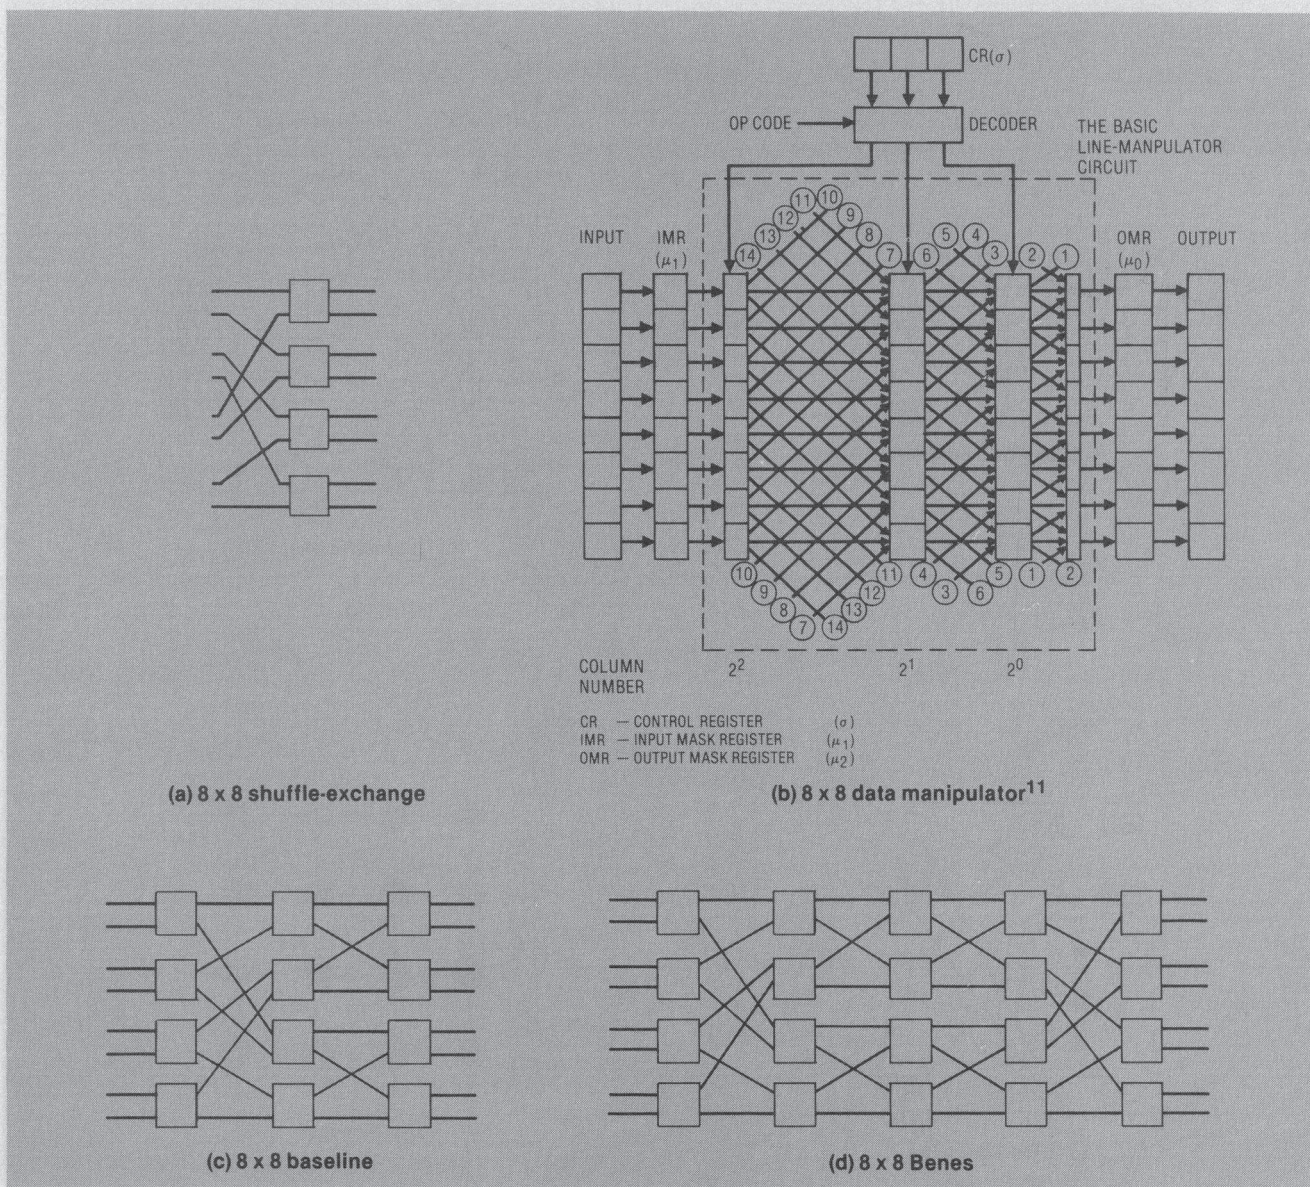 CR(σ)
OP CODE
DECODER
THE BASIC
LINE-MANPULATOR
CIRCUIT
INPUT
IMR
(μ1)
OMR
(μ0)
OUTPUT
14
13
12
11
10
9
8
7
6
5
4
3
2
1
10
9
8
7
14
13
12
11
4
3
6
5
1
2
COLUMN
NUMBER
2²
2¹
2⁰
CR — CONTROL REGISTER (σ)
IMR — INPUT MASK REGISTER (μ1)
OMR — OUTPUT MASK REGISTER (μ2)
(a) 8 x 8 shuffle-exchange
(b) 8 x 8 data manipulator¹¹
(c) 8 x 8 baseline
(d) 8 x 8 Benes